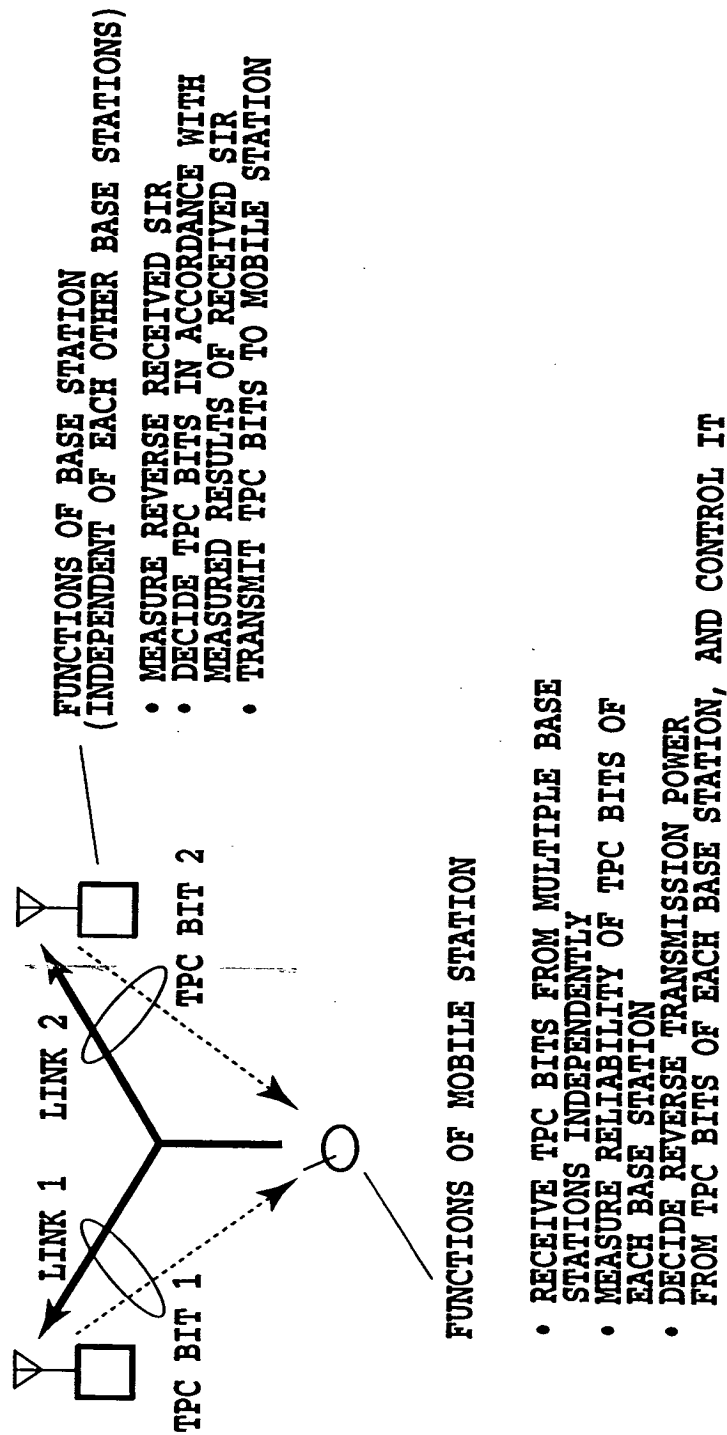 LINK 1
LINK 2
TPC BIT 1
TPC BIT 2
FUNCTIONS OF BASE STATION
(INDEPENDENT OF EACH OTHER BASE STATIONS)
• MEASURE REVERSE RECEIVED SIR
• DECIDE TPC BITS IN ACCORDANCE WITH
MEASURED RESULTS OF RECEIVED SIR
• TRANSMIT TPC BITS TO MOBILE STATION
FUNCTIONS OF MOBILE STATION
• RECEIVE TPC BITS FROM MULTIPLE BASE
STATIONS INDEPENDENTLY
• MEASURE RELIABILITY OF TPC BITS OF
EACH BASE STATION
• DECIDE REVERSE TRANSMISSION POWER
FROM TPC BITS OF EACH BASE STATION, AND CONTROL IT